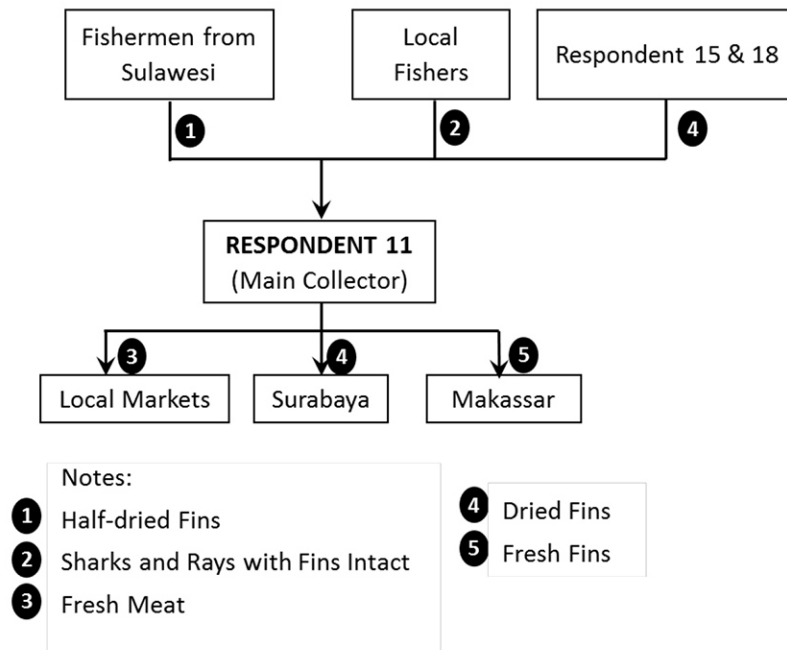 Fishermen from
Sulawesi
Local
Fishers
Respondent 15 & 18
1
2
4
RESPONDENT 11
(Main Collector)
3
4
5
Local Markets
Surabaya
Makassar
Notes:
1 Half-dried Fins
2 Sharks and Rays with Fins Intact
3 Fresh Meat
4 Dried Fins
5 Fresh Fins